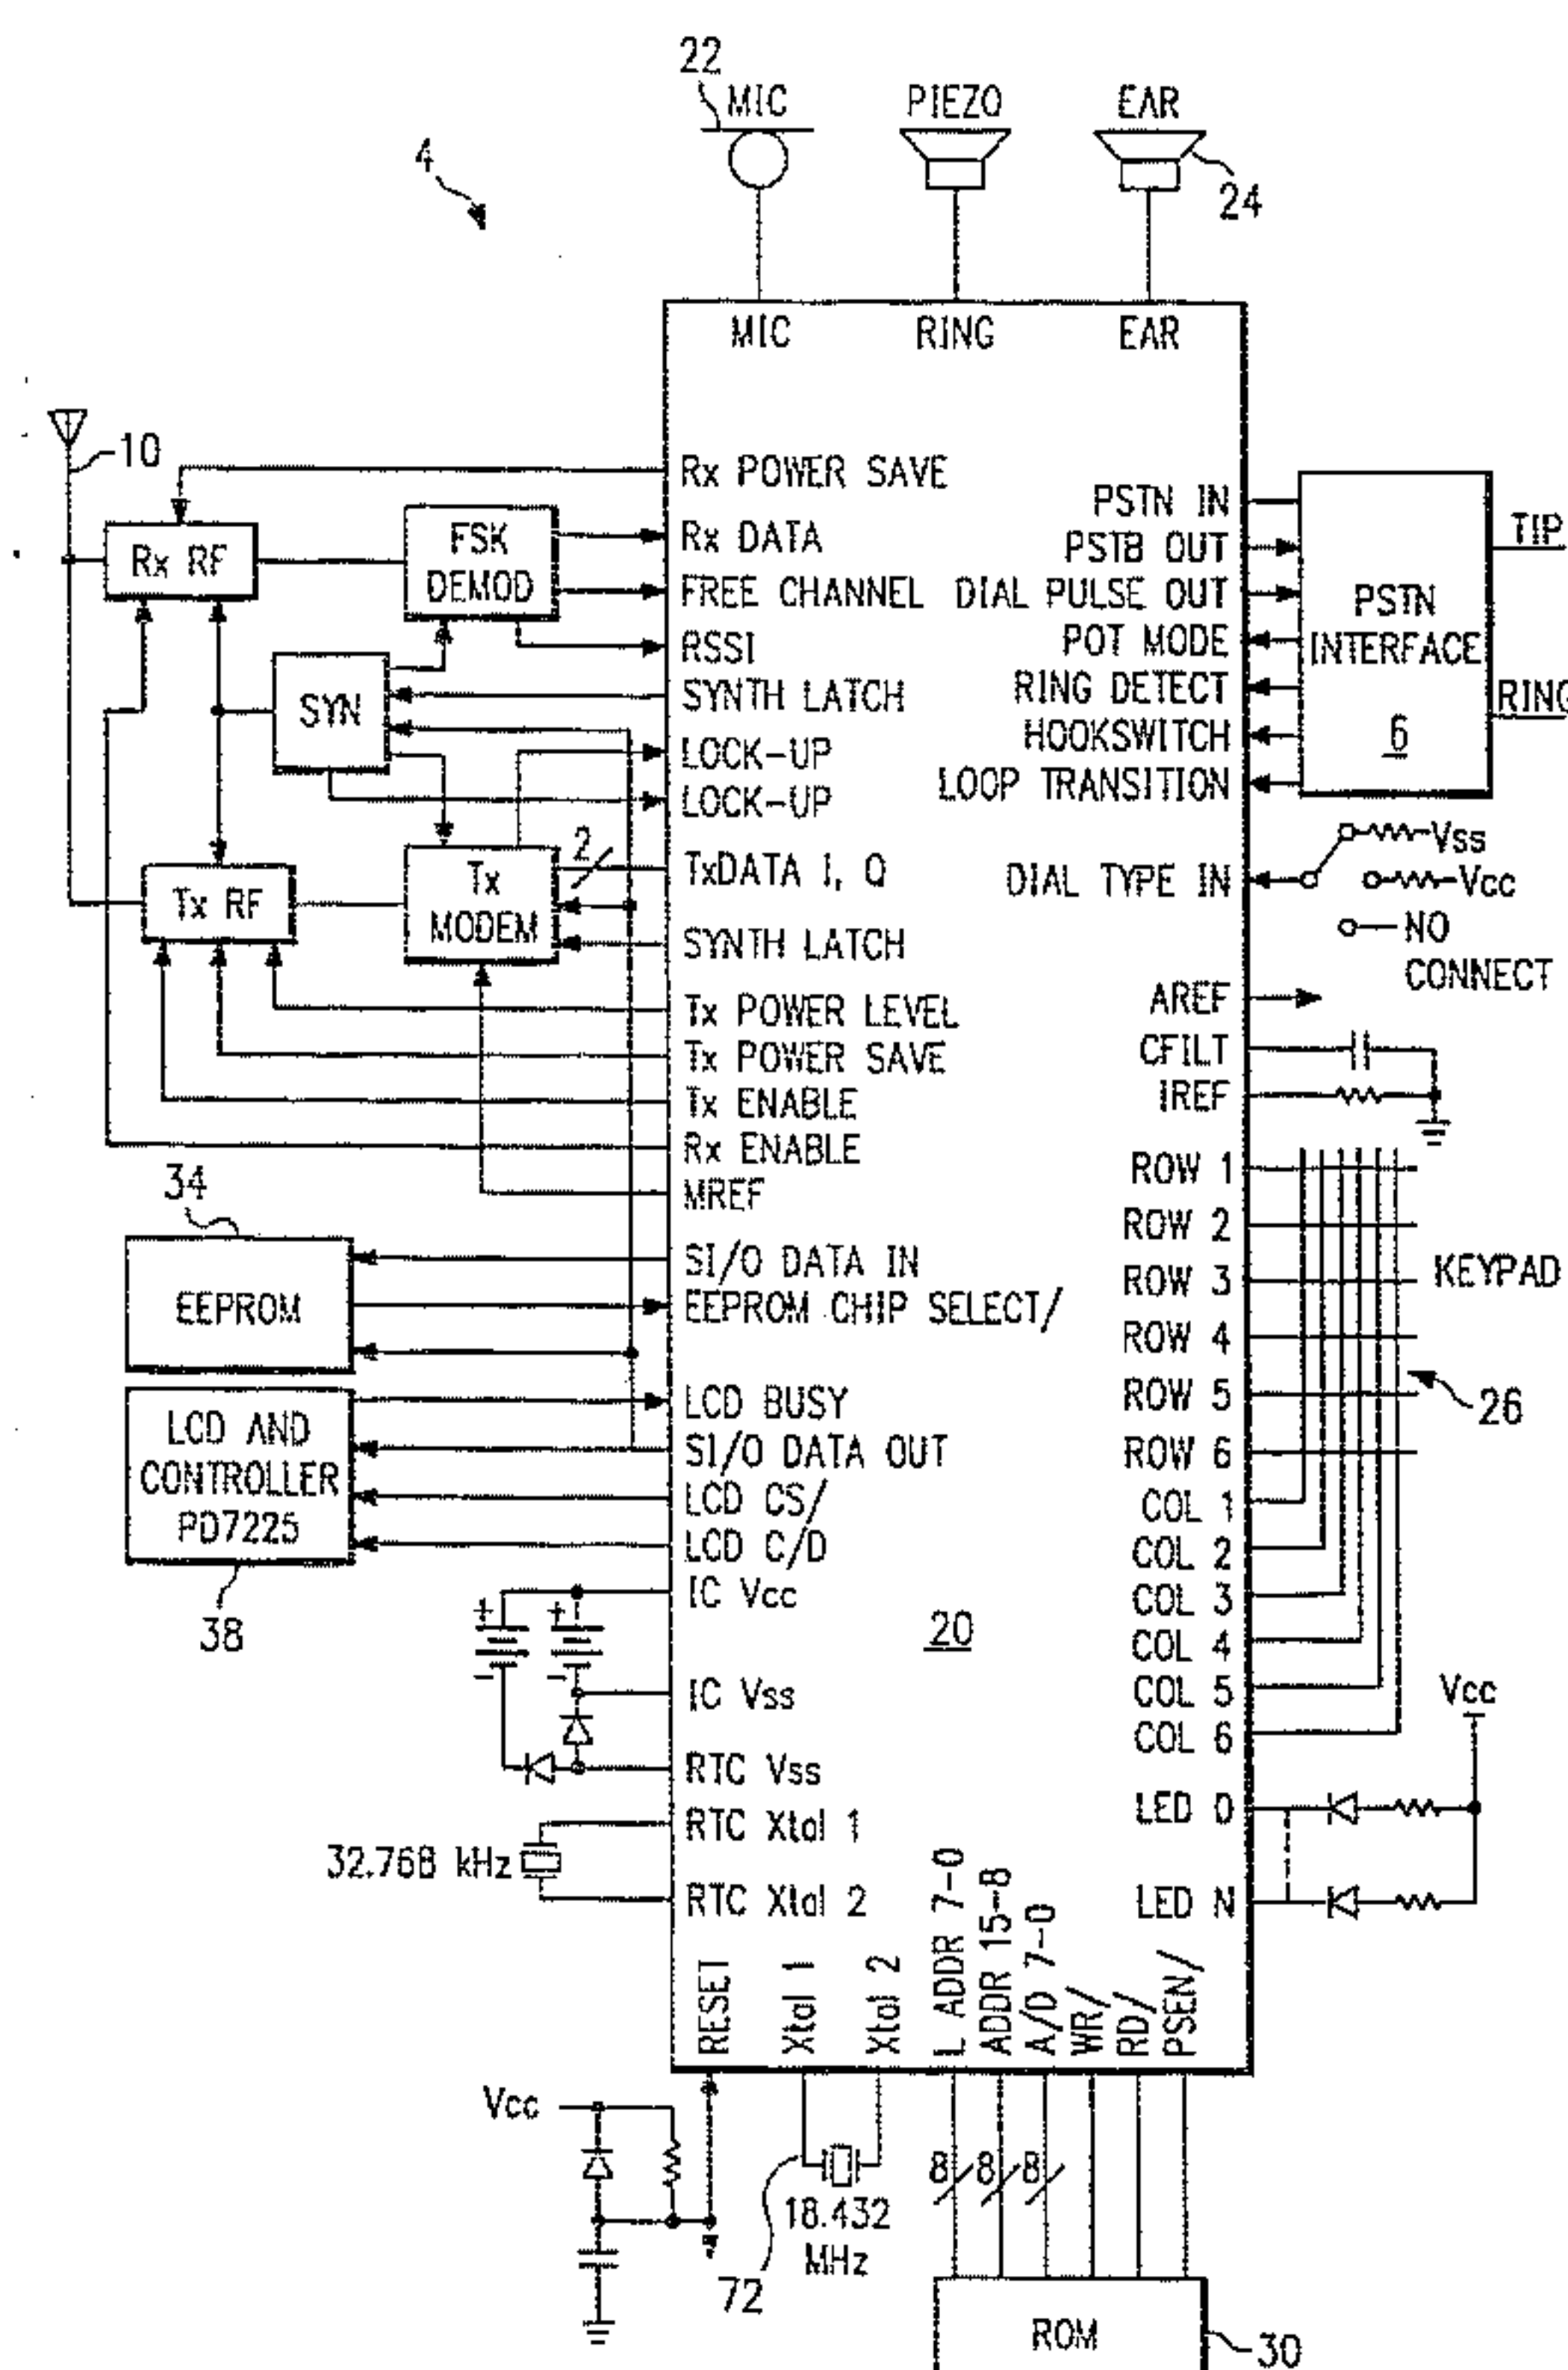 22
MIC
PIEZO
EAR
4
24
MIC
RING
EAR
10
Rx POWER SAVE
Rx RF
FSK
DEMOD
Rx DATA
FREE CHANNEL
RSSI
SYN
SYNTH LATCH
LOCK-UP
LOCK-UP
Tx RF
Tx
MODEM
2
TxDATA I, Q
SYNTH LATCH
Tx POWER LEVEL
Tx POWER SAVE
Tx ENABLE
Rx ENABLE
MREF
34
EEPROM
SI/O DATA IN
EEPROM CHIP SELECT/
LCD AND
CONTROLLER
PD7225
38
LCD BUSY
SI/O DATA OUT
LCD CS/
LCD C/D
+ +
IC Vcc
- -
IC Vss
RTC Vss
32.768 kHz
RTC Xtal 1
RTC Xtal 2
20
PSTN IN
PSTB OUT
DIAL PULSE OUT
POT MODE
RING DETECT
HOOKSWITCH
LOOP TRANSITION
PSTN
INTERFACE
6
TIP
RING
DIAL TYPE IN
Vss
Vcc
NO
CONNECT
AREF
CFILT
IREF
ROW 1
ROW 2
ROW 3
ROW 4
ROW 5
ROW 6
KEYPAD
26
COL 1
COL 2
COL 3
COL 4
COL 5
COL 6
Vcc
LED 0
LED N
RESET
Xtal 1
Xtal 2
L ADDR 7-0
ADDR 15-8
A/D 7-0
WR/
RD/
PSEN/
Vcc
72
18.432
MHz
8
8
8
ROM
30